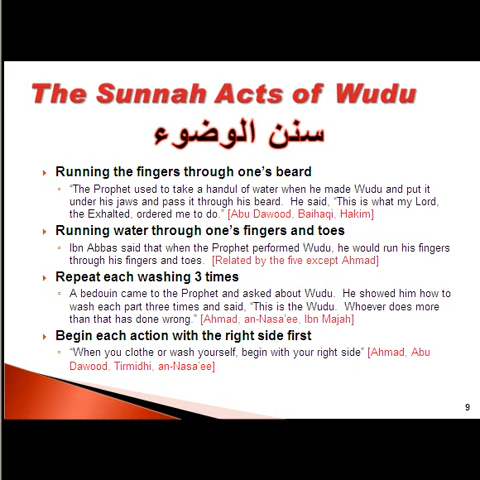 The Sunnah Acts of Wudu
سنن الوضوء
Running the fingers through one's beard
"The Prophet used to take a handul of water when he made Wudu and put it
under his jaws and pass it through his beard. He said, "This is what my Lord,
the Exhalted, ordered me to do." [Abu Dawood, Baihaqi, Hakim]
Running water through one's fingers and toes
Ibn Abbas said that when the Prophet performed Wudu, he would run his fingers
through his fingers and toes. [Related by the five except Ahmad]
Repeat each washing 3 times
A bedouin came to the Prophet and asked about Wudu. He showed him how to
wash each part three times and said, "This is the Wudu. Whoever does more
than that has done wrong." [Ahmad, an-Nasa'ee, Ibn Majah]
Begin each action with the right side first
"When you clothe or wash yourself, begin with your right side" [Ahmad, Abu
Dawood, Tirmidhi, an-Nasa'ee]
9